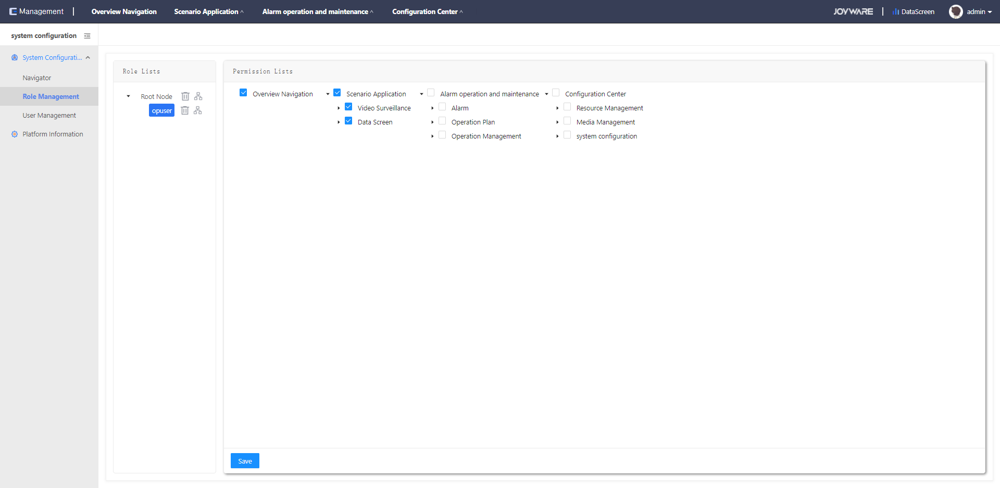 Management
Overview Navigation
Scenario Application
Alarm operation and maintenance
Configuration Center
JOYWARE
DataScreen
admin
system configuration
System Configurati...
Navigator
Role Management
User Management
Platform Information
Role Lists
Root Node
opuser
Permission Lists
Overview Navigation
Scenario Application
Video Surveillance
Data Screen
Alarm operation and maintenance
Alarm
Operation Plan
Operation Management
Configuration Center
Resource Management
Media Management
system configuration
Save